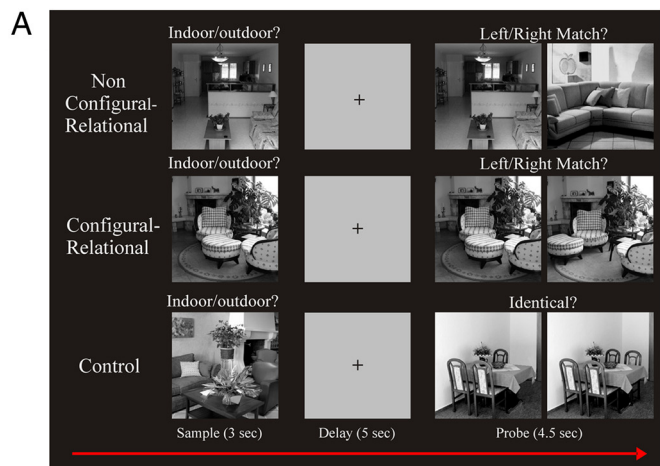 A
Indoor/outdoor?
Left/Right Match?
Non
Configural-
Relational
+
Indoor/outdoor?
Left/Right Match?
Configural-
Relational
+
Indoor/outdoor?
Identical?
Control
+
Sample (3 sec)
Delay (5 sec)
Probe (4.5 sec)